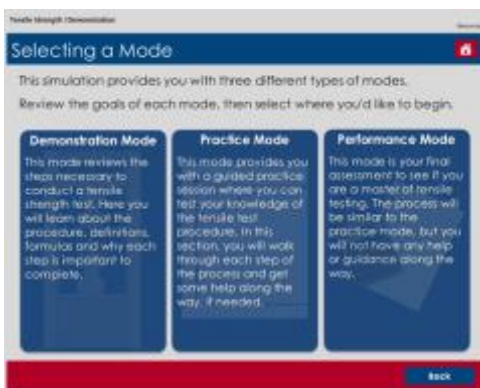 Tensile Strength | Demonstration
Selecting a Mode
This simulation provides you with three different types of modes.
Review the goals of each mode, then select where you'd like to begin.
Demonstration Mode
This mode reviews the
steps necessary to
conduct a tensile
strength test. Here you
will learn about the
procedure, definitions,
formulas and why each
step is important to
complete.
Practice Mode
This mode provides you
with a guided practice
session where you can
test your knowledge of
the tensile test
procedure. In this
section, you will walk
through each step of
the process and get
some help along the
way, if needed.
Performance Mode
This mode is your final
assessment to see if you
are a master of tensile
testing. The process will
be similar to the
practice mode, but you
will not have any help
or guidance along the
way.
Back